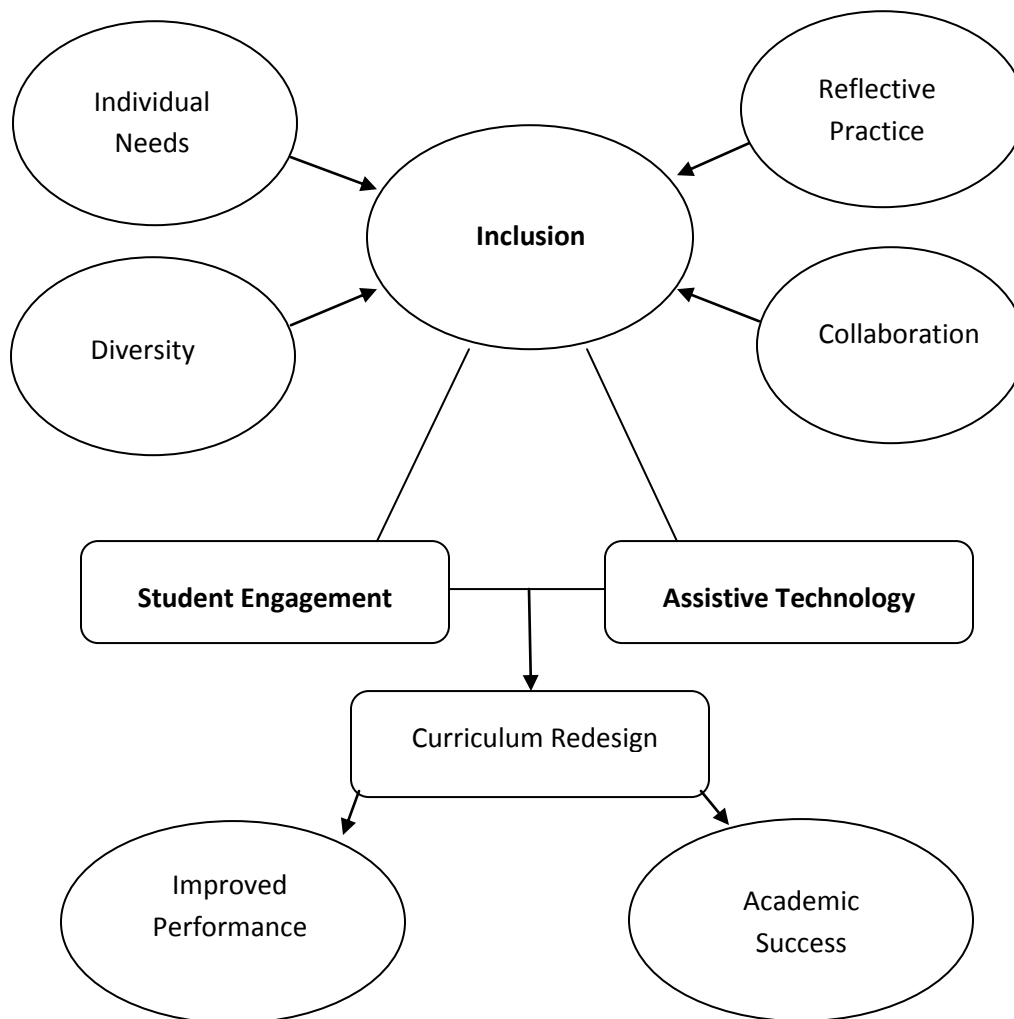 Individual
Needs
Reflective
Practice
Inclusion
Diversity
Collaboration
Student Engagement
Assistive Technology
Curriculum Redesign
Improved
Performance
Academic
Success